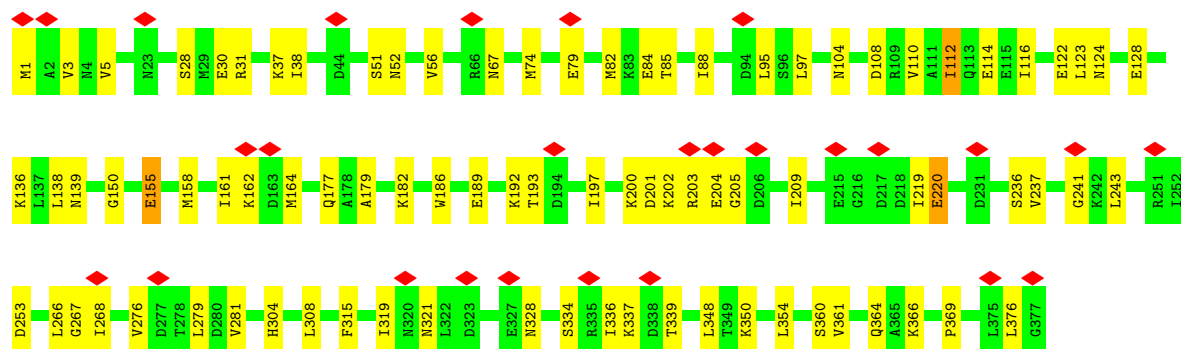 M1 A2 V3 N4 V5 N23 S28 M29 E30 R31 K37 I38 D44 S51 N52 V56 R66 N67 M74 E79 M82 K83 E84 T85 I88 D94 L95 S96 L97 N104 D108 R109 V110 A111 I112 Q113 E114 E115 I116 E122 L123 N124 E128
K136 L137 L138 N139 G150 E155 M158 I161 K162 D163 M164 Q177 A178 A179 K182 W186 E189 K192 T193 D194 I197 K200 D201 K202 R203 E204 G205 D206 I209 E215 G216 D217 D218 I219 E220 D231 S236 V237 G241 K242 L243 R251 I252
D253 L266 G267 I268 V276 D277 T278 L279 D280 V281 H304 L308 F315 I319 N320 N321 L322 D323 E327 N328 S334 R335 I336 K337 D338 T339 L348 T349 K350 L354 S360 V361 Q364 A365 K366 P369 L375 L376 G377